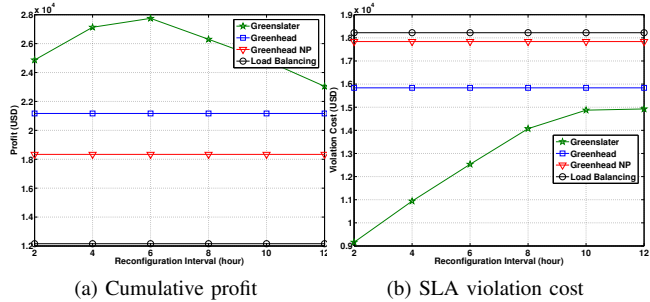 x 10⁴
2.8
2.6
2.4
2.2
2
1.8
1.6
1.4
1.2
Profit (USD)
2 4 6 8 10 12
Reconfiguration Interval (hour)
Greenslater
Greenhead
Greenhead NP
Load Balancing
(a) Cumulative profit
x 10⁴
1.9
1.8
1.7
1.6
1.5
1.4
1.3
1.2
1.1
1
0.9
Violation Cost (USD)
2 4 6 8 10 12
Reconfiguration Interval (hour)
Greenslater
Greenhead
Greenhead NP
Load Balancing
(b) SLA violation cost